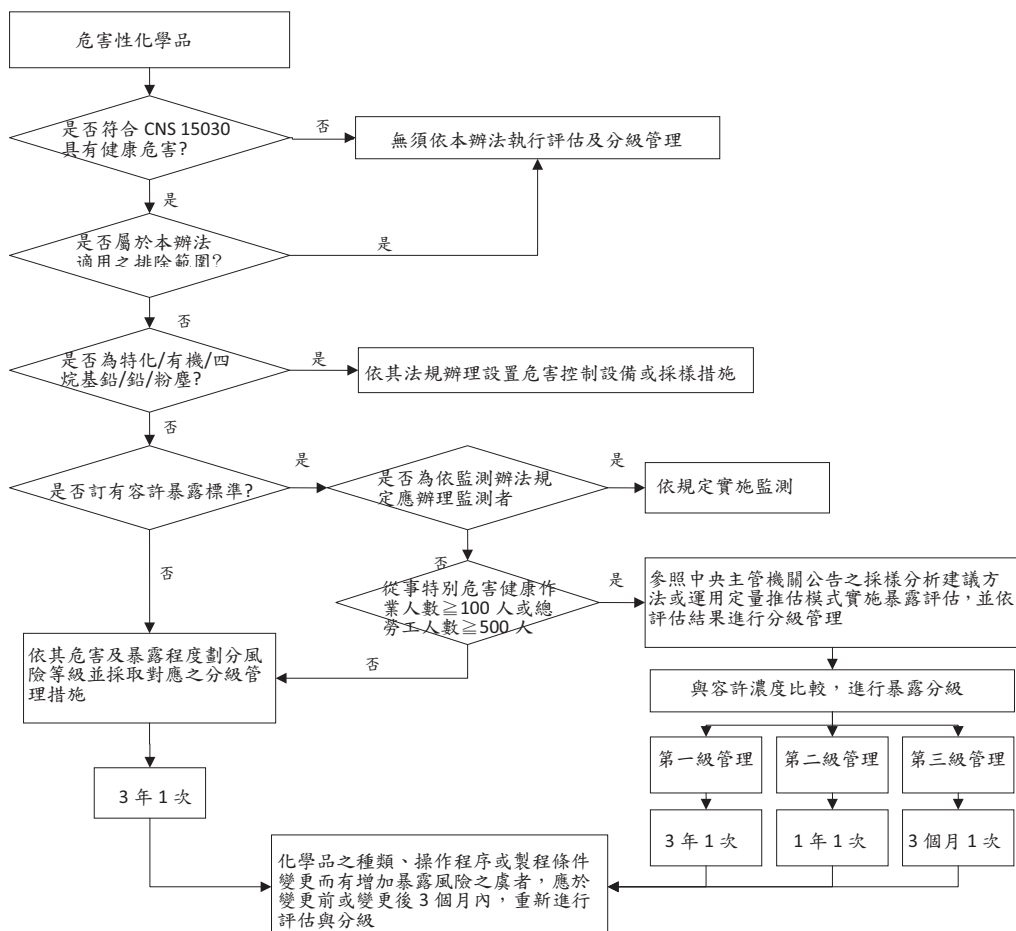 危害性化學品
是否符合 CNS 15030
具有健康危害?
否
無須依本辦法執行評估及分級管理
是
是否屬於本辦法
適用之排除範圍?
是
否
是否為特化/有機/四
烷基鉛/鉛/粉塵?
是
依其法規辦理設置危害控制設備或採樣措施
否
是否訂有容許暴露標準?
是
是否為依監測辦法規
定應辦理監測者
是
依規定實施監測
否
否
從事特別危害健康作
業人數≧100 人或總
勞工人數≧500 人
是
參照中央主管機關公告之採樣分析建議方
法或運用定量推估模式實施暴露評估,並依
評估結果進行分級管理
否
依其危害及暴露程度劃分風
險等級並採取對應之分級管
理措施
與容許濃度比較,進行暴露分級
第一級管理
第二級管理
第三級管理
3 年 1 次
3 年 1 次
1 年 1 次
3 個月 1 次
化學品之種類、操作程序或製程條件
變更而有增加暴露風險之虞者,應於
變更前或變更後 3 個月內,重新進行
評估與分級